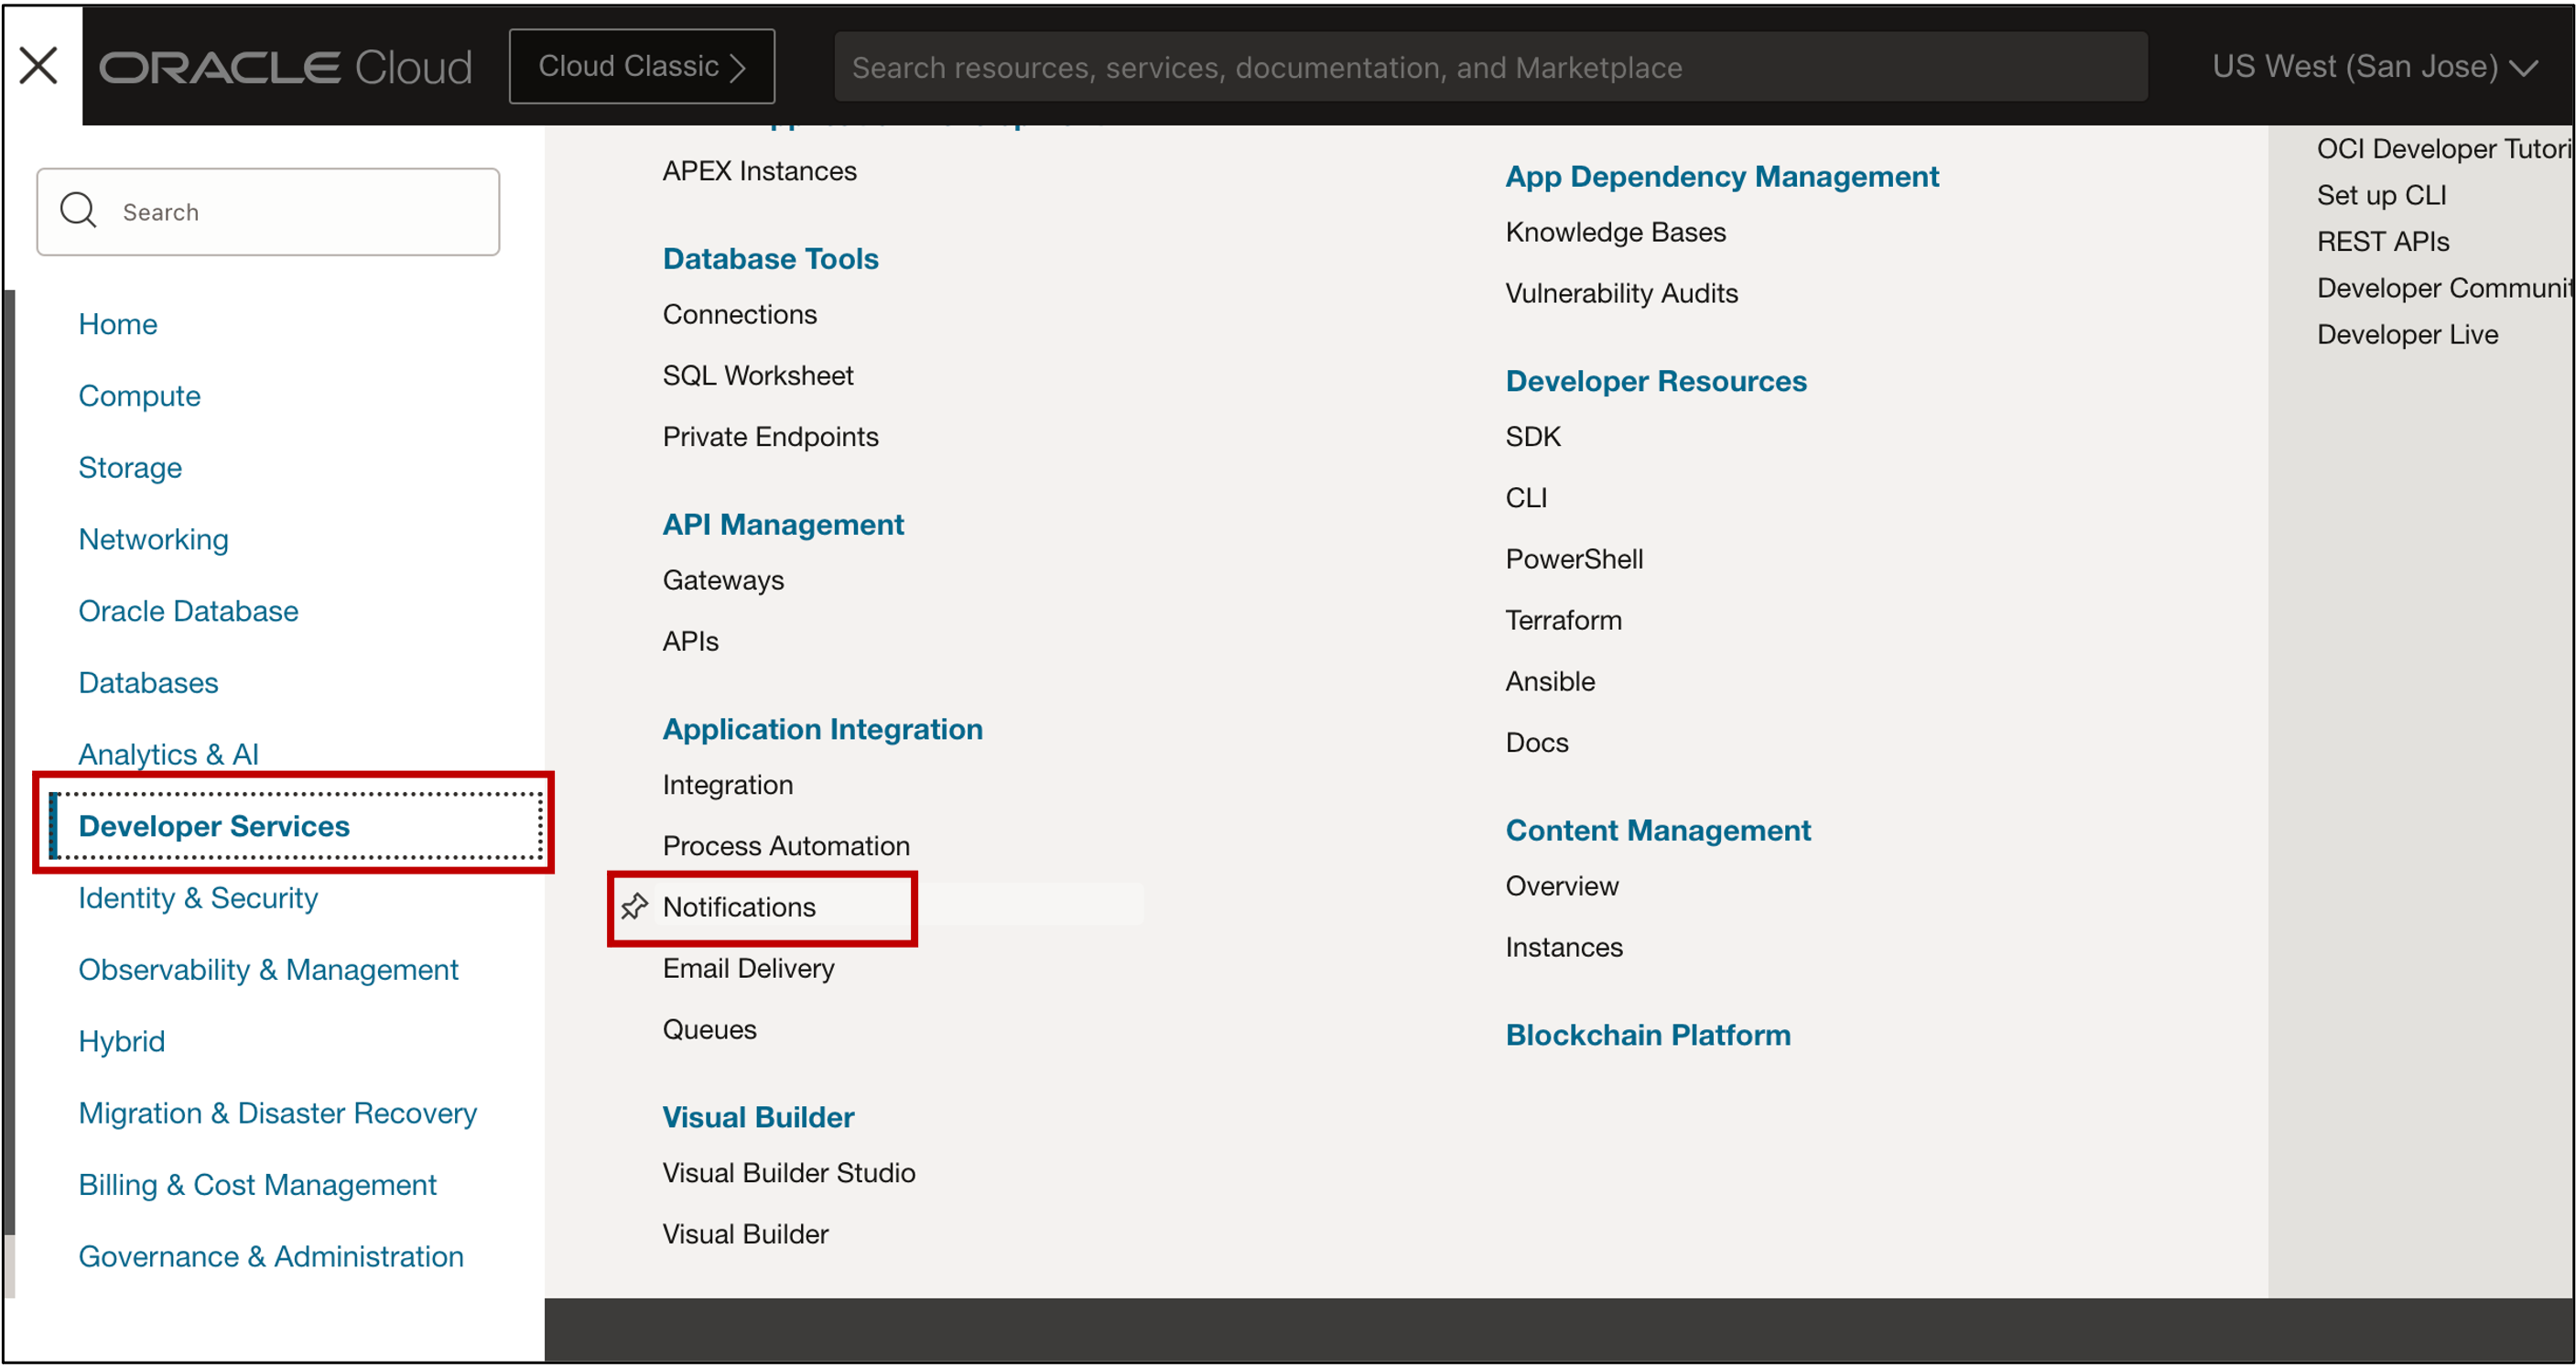 ORACLE Cloud
Cloud Classic
Search resources, services, documentation, and Marketplace
US West (San Jose)
Search
Home
Compute
Storage
Networking
Oracle Database
Databases
Analytics & AI
Developer Services
Identity & Security
Observability & Management
Hybrid
Migration & Disaster Recovery
Billing & Cost Management
Governance & Administration
APEX Instances
Database Tools
Connections
SQL Worksheet
Private Endpoints
API Management
Gateways
APIs
Application Integration
Integration
Process Automation
Notifications
Email Delivery
Queues
Visual Builder
Visual Builder Studio
Visual Builder
App Dependency Management
Knowledge Bases
Vulnerability Audits
Developer Resources
SDK
CLI
PowerShell
Terraform
Ansible
Docs
Content Management
Overview
Instances
Blockchain Platform
OCI Developer Tutori
Set up CLI
REST APIs
Developer Communit
Developer Live